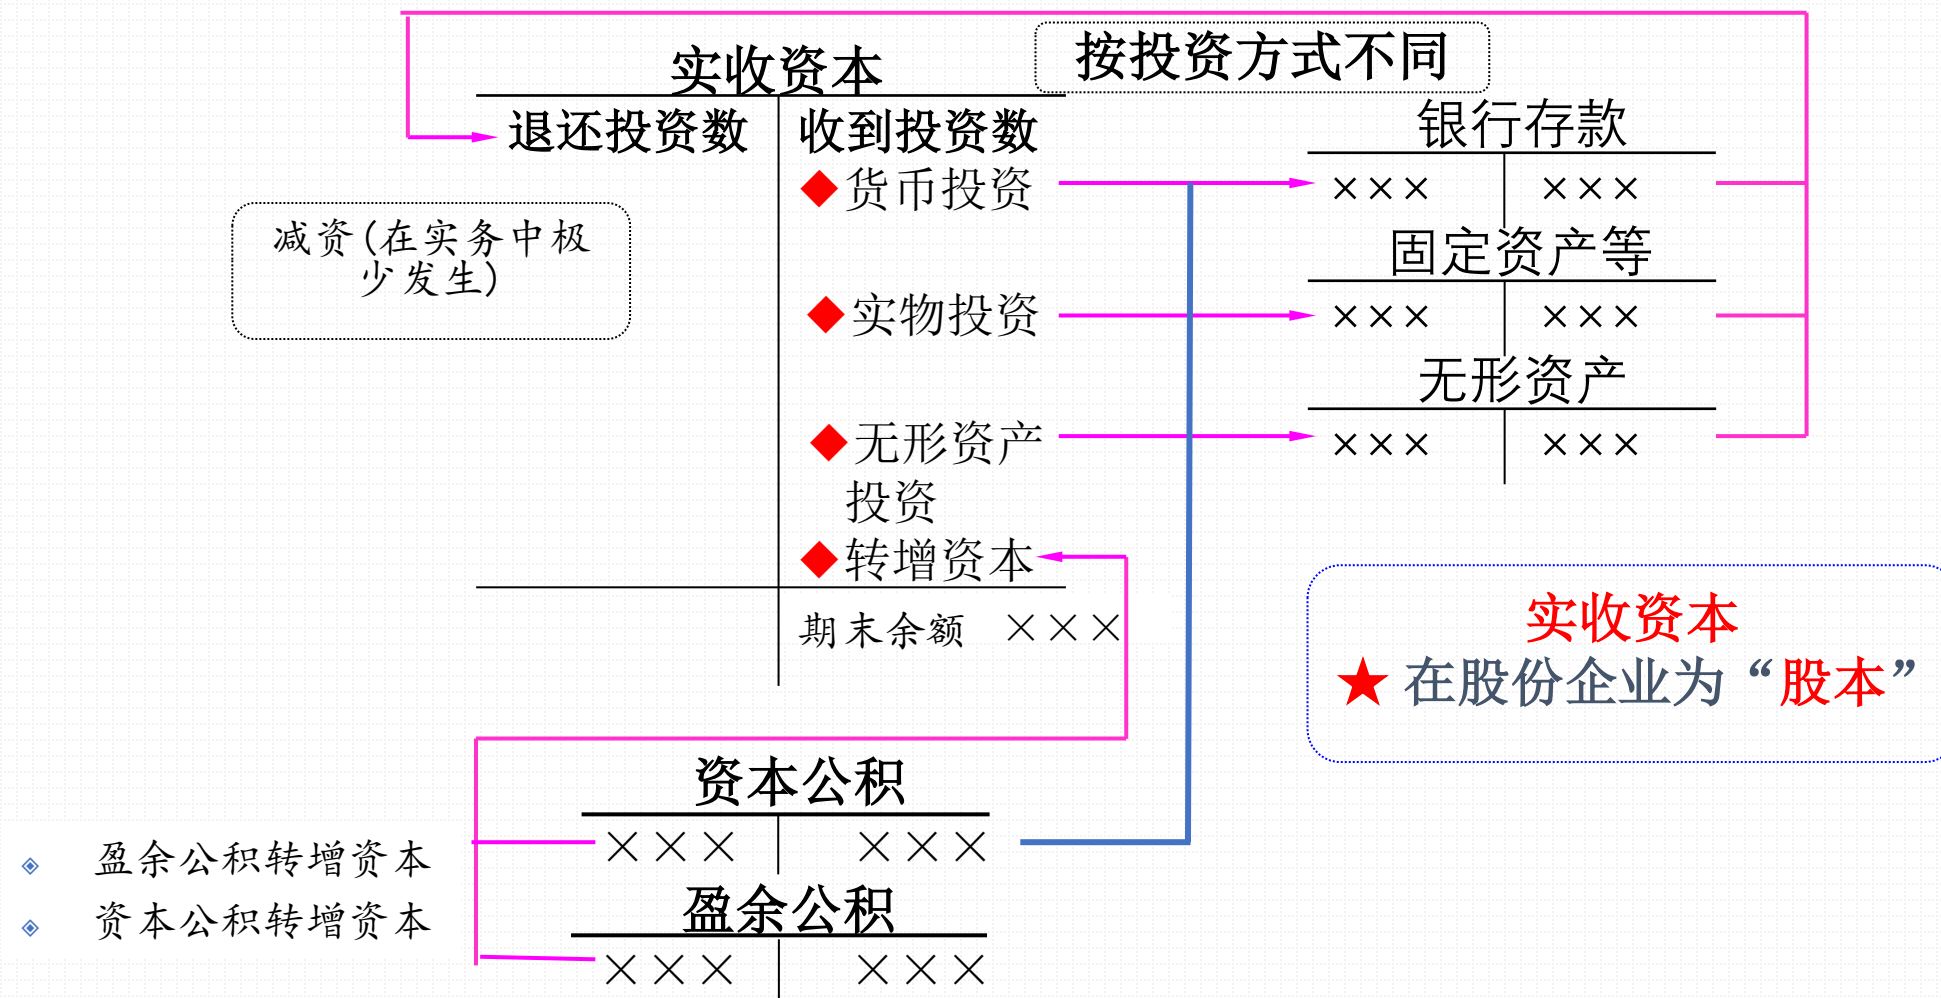 实收资本
按投资方式不同
退还投资数
收到投资数
银行存款
货币投资
××× ×××
减资(在实务中极
少发生)
固定资产等
实物投资
××× ×××
无形资产
无形资产
投资
××× ×××
转增资本
期末余额 ×××
实收资本
★在股份企业为“股本”
资本公积
××× ×××
盈余公积转增资本
盈余公积
资本公积转增资本
××× ×××